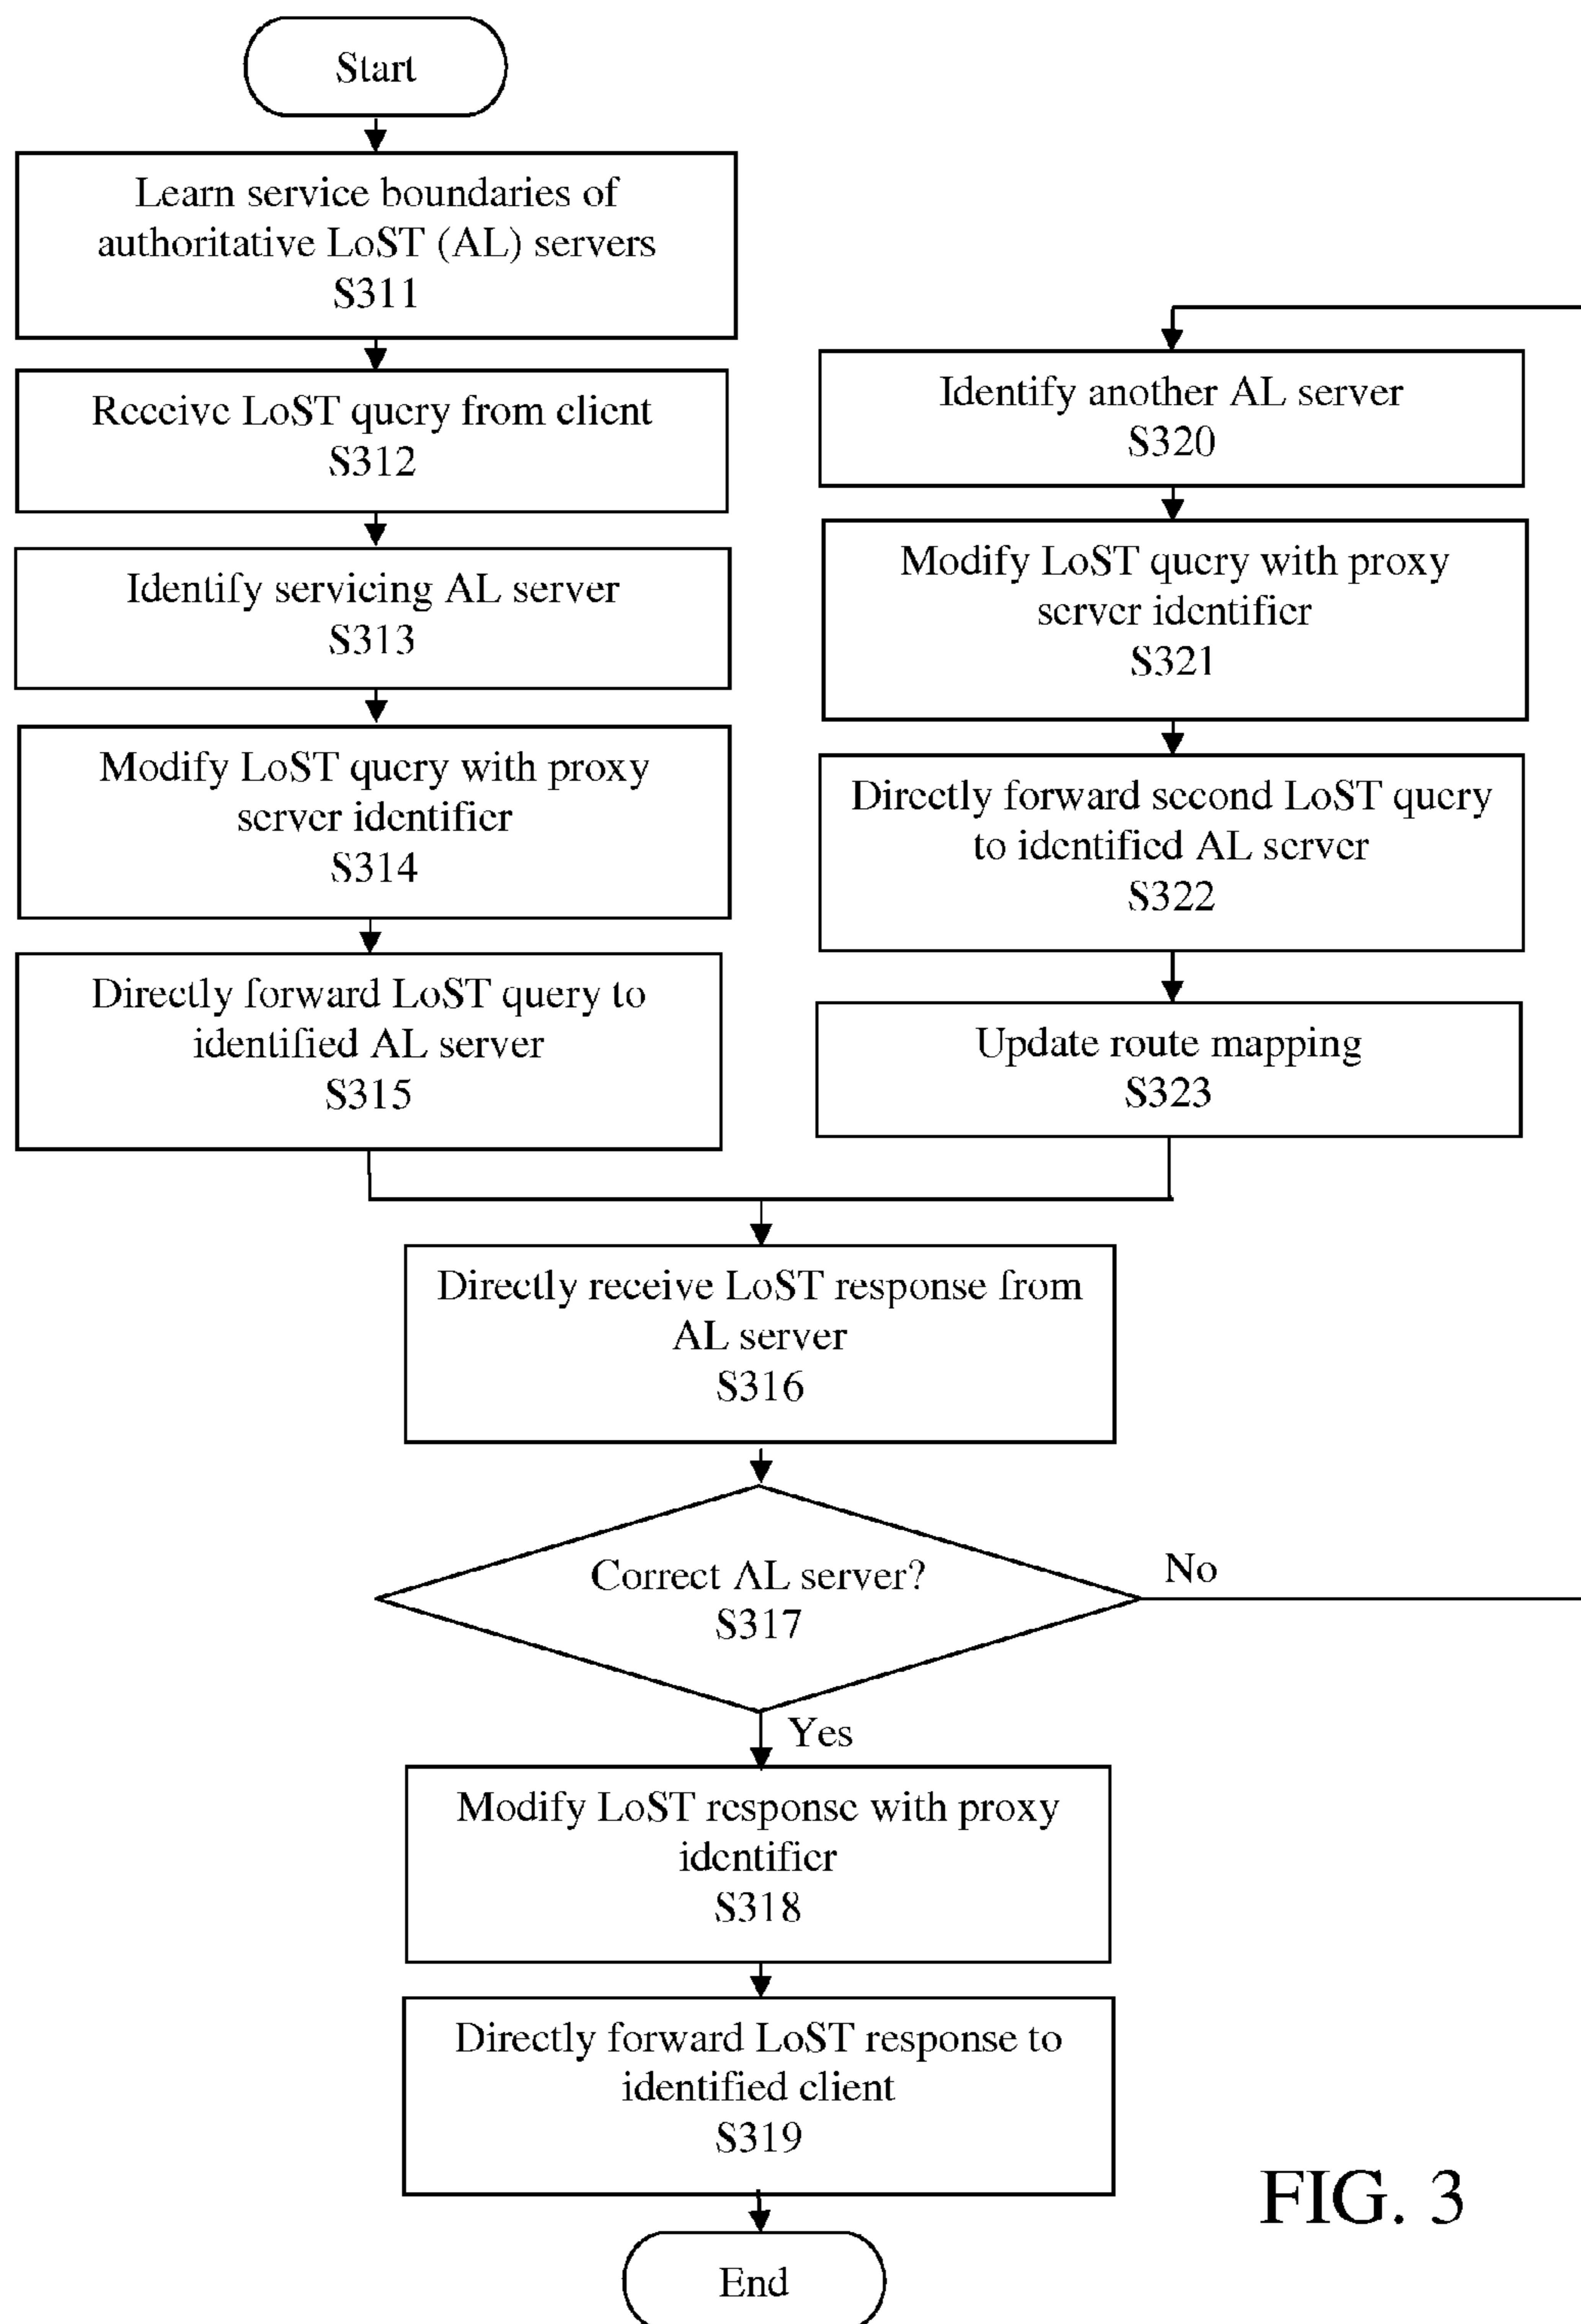 Start
Learn service boundaries of
authoritative LoST (AL) servers
S311
Receive LoST query from client
S312
Identify servicing AL server
S313
Modify LoST query with proxy
server identifier
S314
Directly forward LoST query to
identified AL server
S315
Identify another AL server
S320
Modify LoST query with proxy
server identifier
S321
Directly forward second LoST query
to identified AL server
S322
Update route mapping
S323
Directly receive LoST response from
AL server
S316
Correct AL server?
S317
No
Yes
Modify LoST response with proxy
identifier
S318
Directly forward LoST response to
identified client
S319
End
FIG. 3